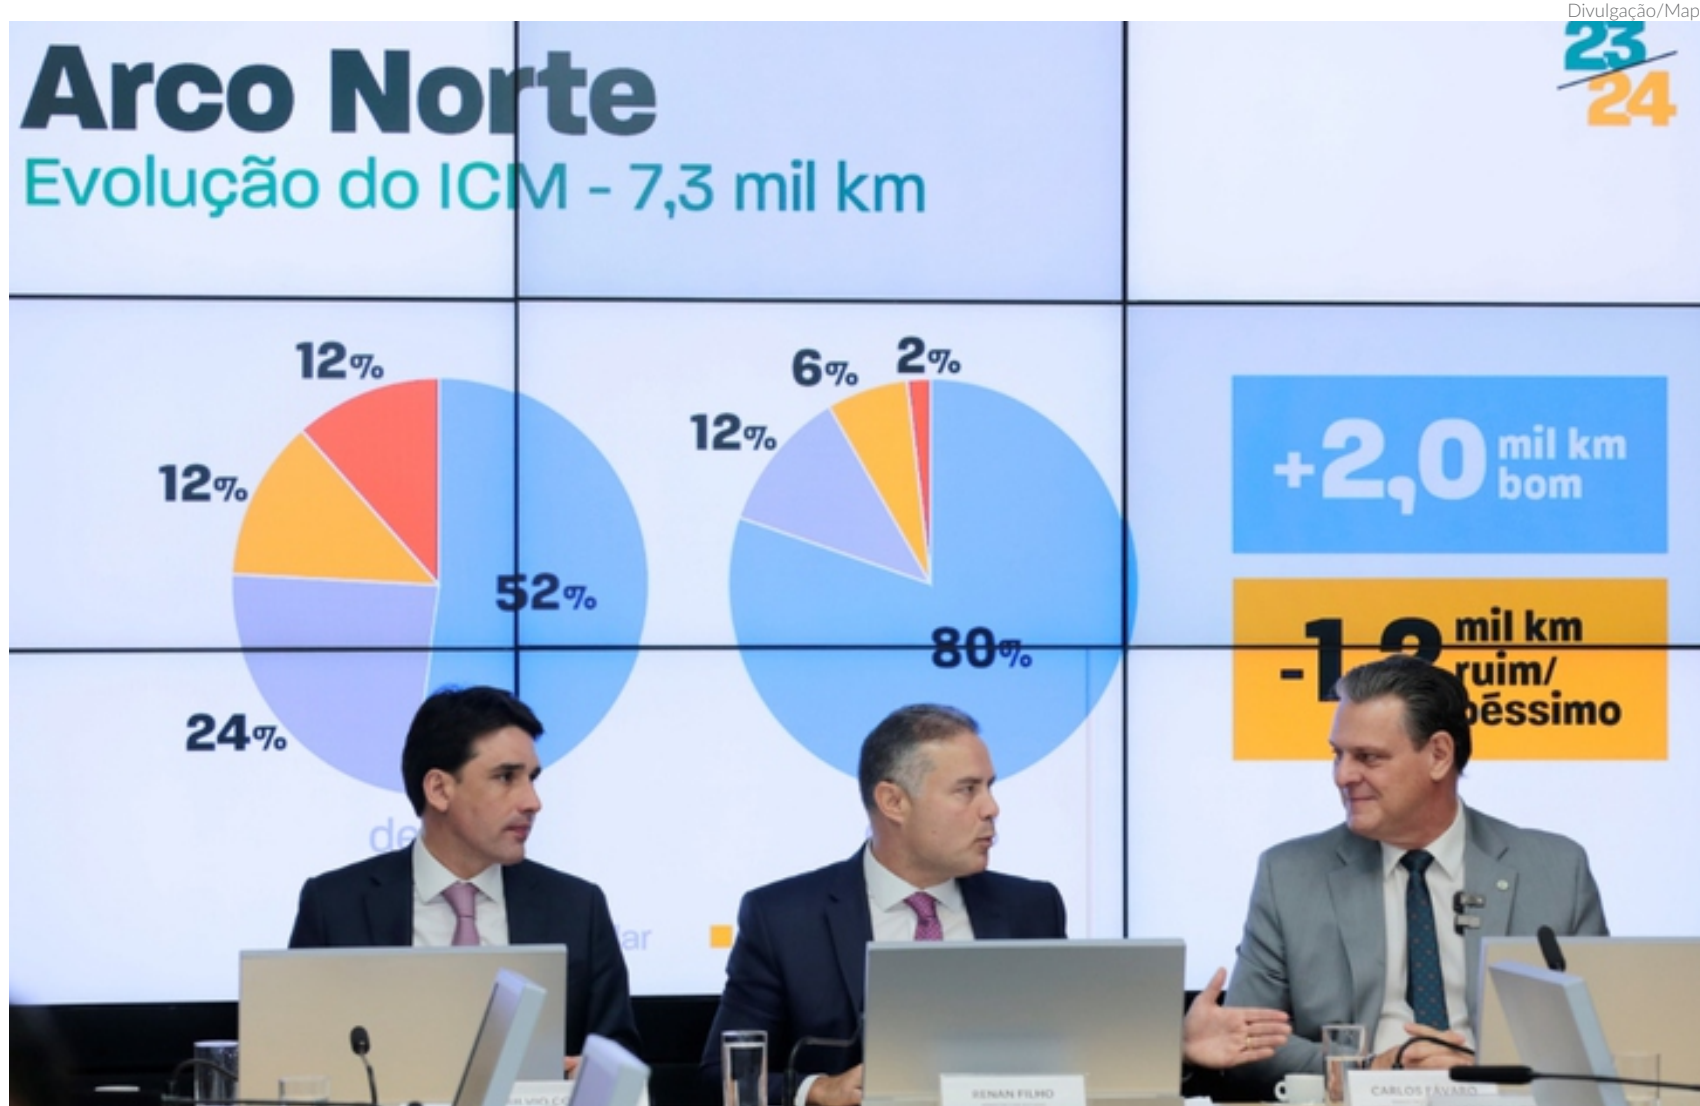 Divulgação/Map
23
24
Arco Norte
Evolução do ICM - 7,3 mil km
12%
12%
24%
52%
2%
6%
12%
80%
+2,0 mil km
bom
mil km
ruim/
péssimo
RENAN FILHO
CARLOS FÁVARO